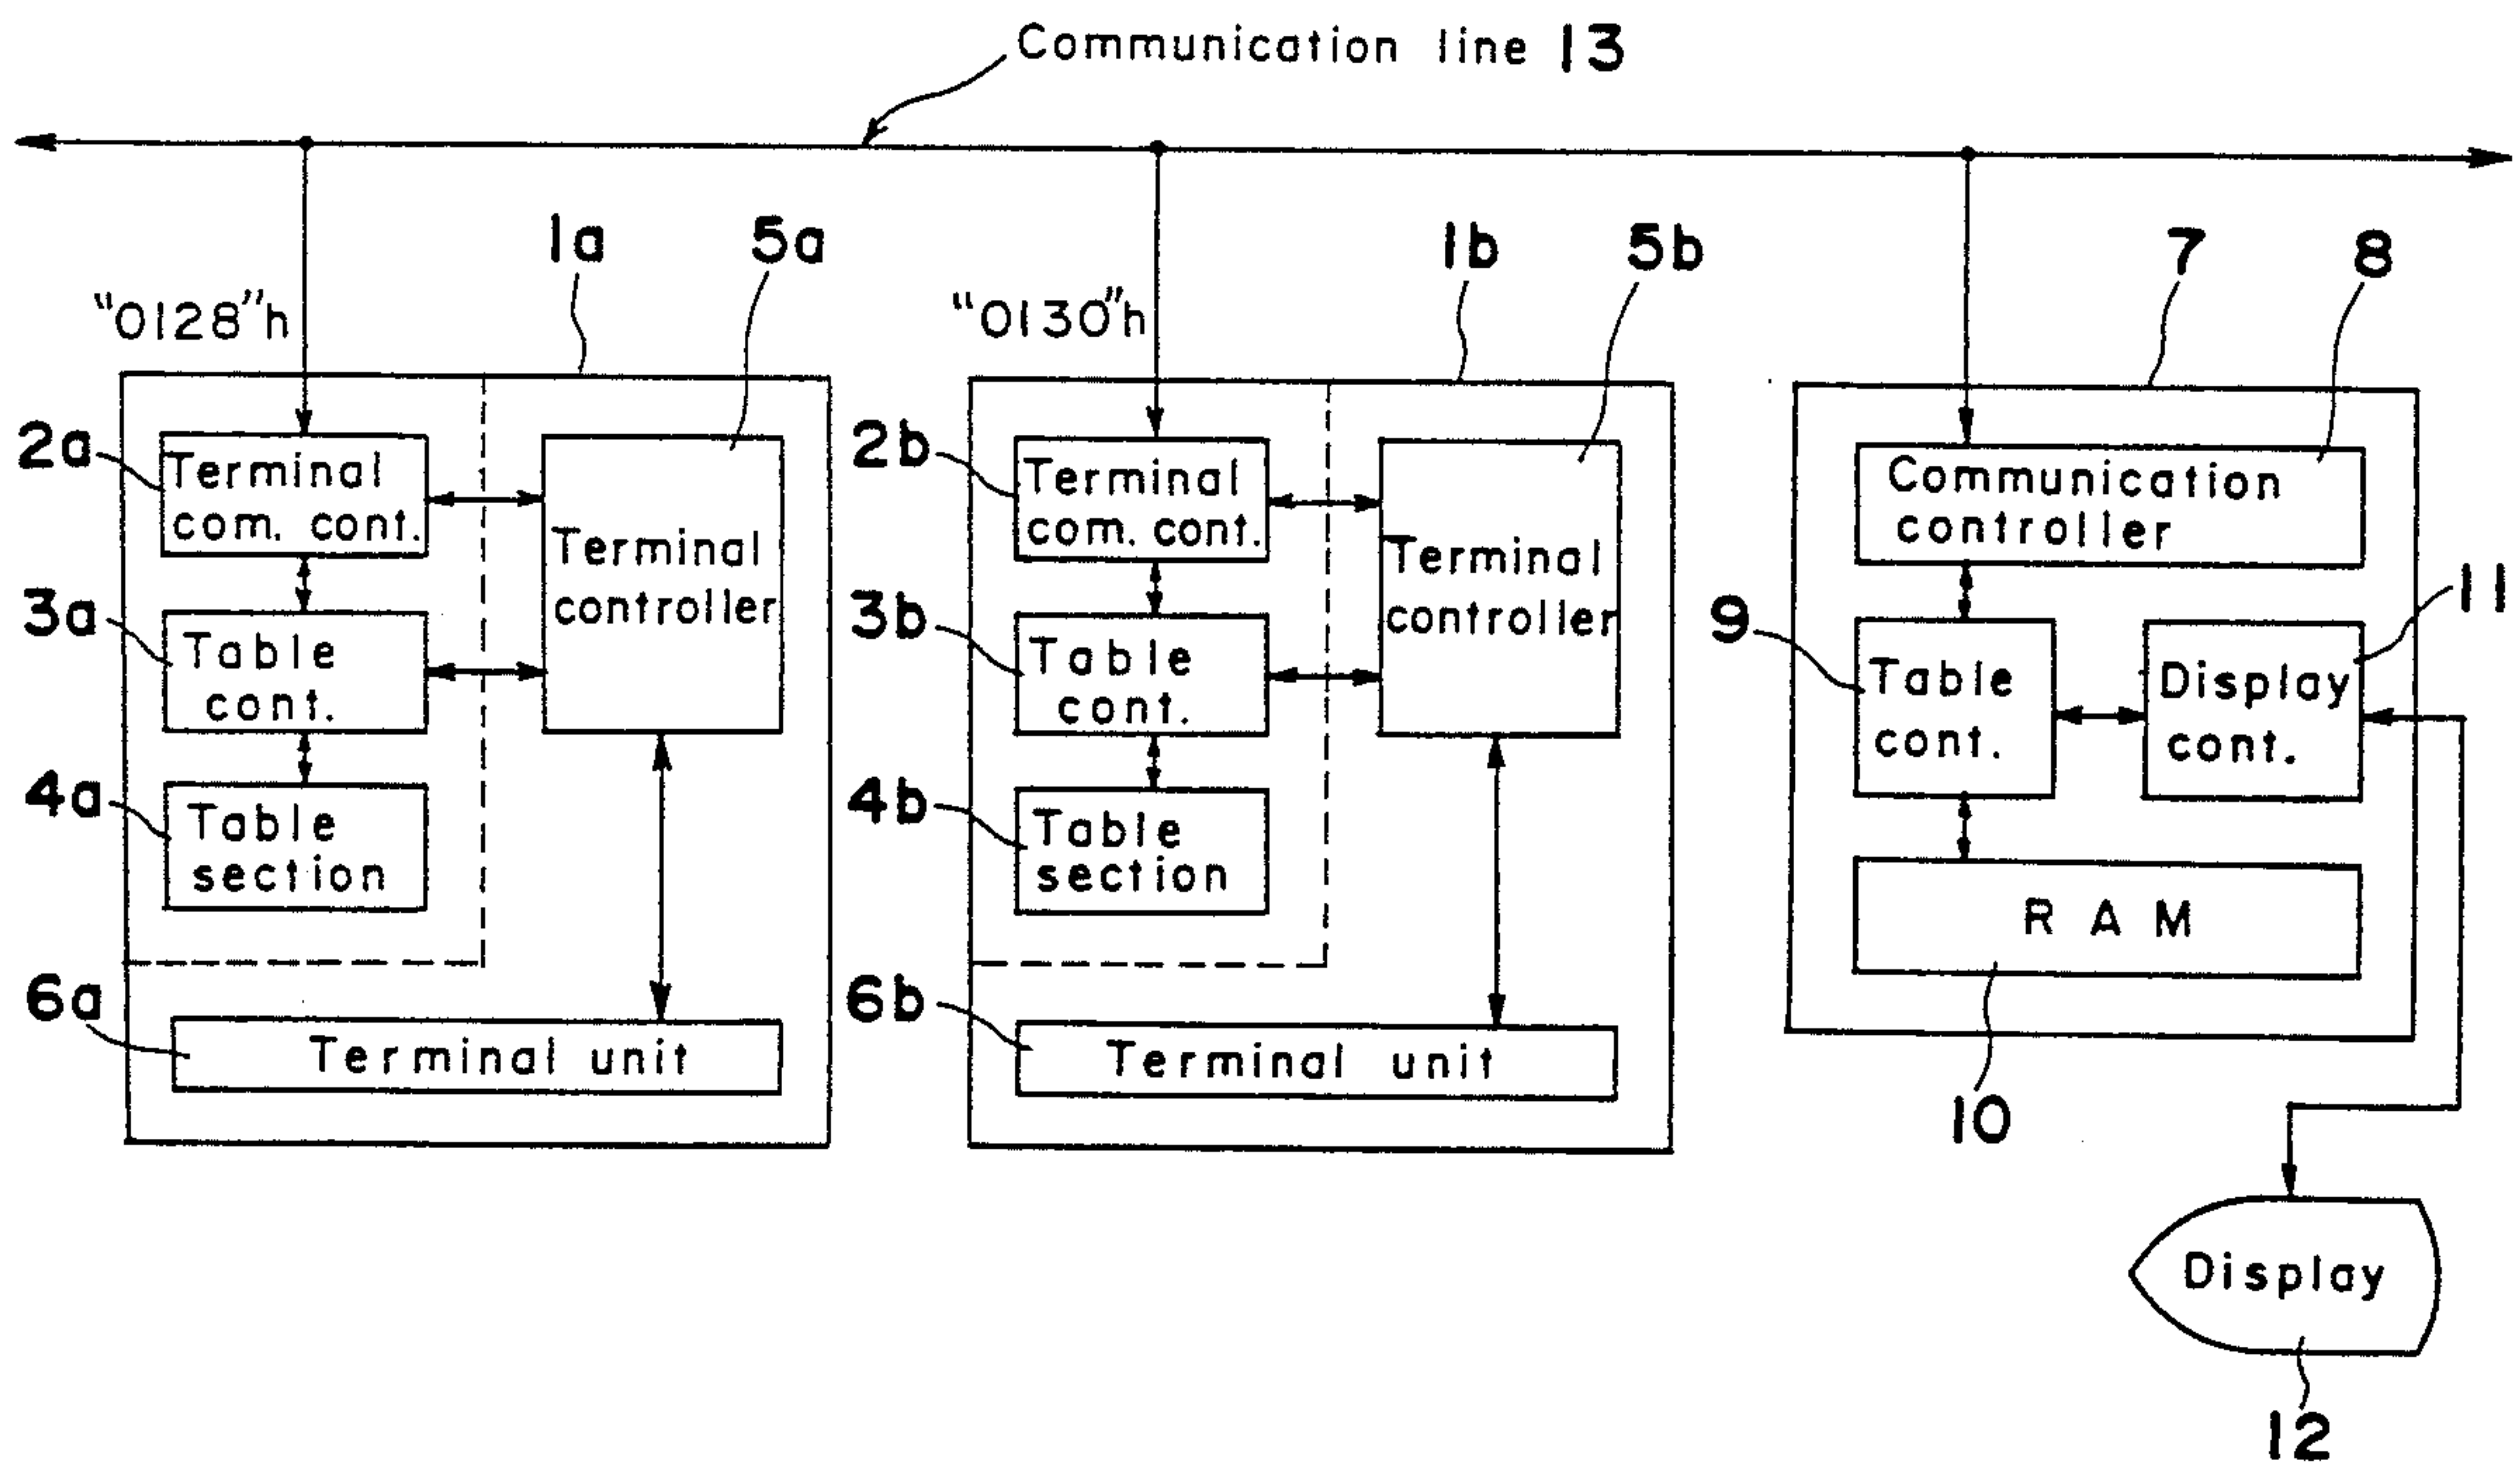 Communication line 13
1a
5a
"0128"h
2a
Terminal
com. cont.
Terminal
controller
3a
Table
cont.
4a
Table
section
6a
Terminal unit
1b
5b
"0130"h
2b
Terminal
com. cont.
Terminal
controller
3b
Table
cont.
4b
Table
section
6b
Terminal unit
7
8
Communication
controller
9
Table
cont.
11
Display
cont.
RAM
10
Display
12